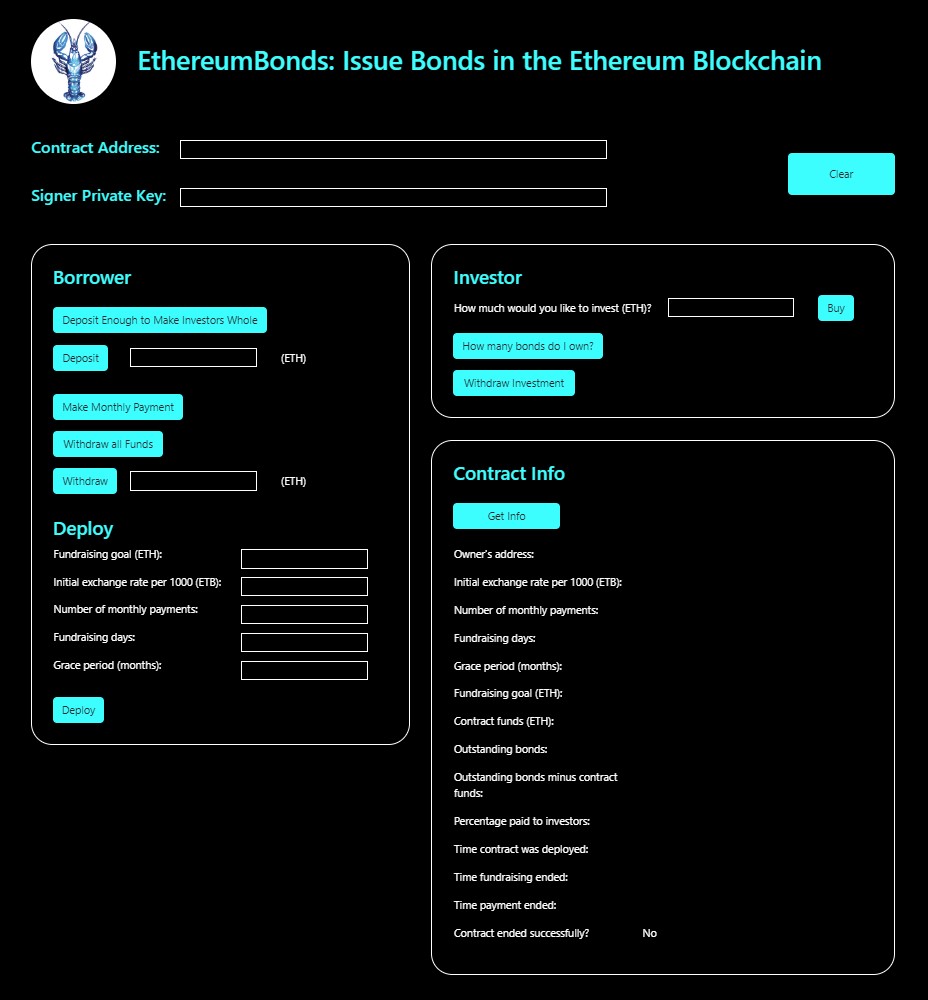 EthereumBonds: Issue Bonds in the Ethereum Blockchain
Contract Address:
Clear
Signer Private Key:
Borrower
Deposit Enough to Make Investors Whole
Deposit (ETH)
Make Monthly Payment
Withdraw all Funds
Withdraw (ETH)
Deploy
Fundraising goal (ETH):
Initial exchange rate per 1000 (ETB):
Number of monthly payments:
Fundraising days:
Grace period (months):
Deploy
Investor
How much would you like to invest (ETH)? Buy
How many bonds do I own?
Withdraw Investment
Contract Info
Get Info
Owner's address:
Initial exchange rate per 1000 (ETB):
Number of monthly payments:
Fundraising days:
Grace period (months):
Fundraising goal (ETH):
Contract funds (ETH):
Outstanding bonds:
Outstanding bonds minus contract
funds:
Percentage paid to investors:
Time contract was deployed:
Time fundraising ended:
Time payment ended:
Contract ended successfully? No